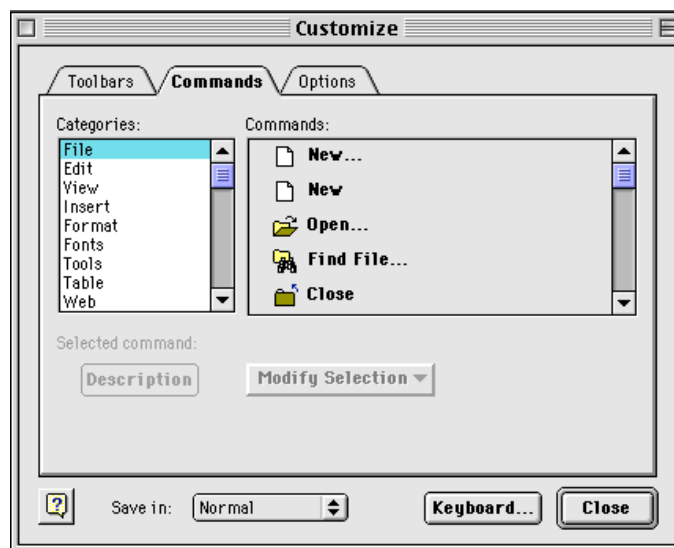 Customize
Toolbars Commands Options
Categories: Commands:
File
Edit
View
Insert
Format
Fonts
Tools
Table
Web
New...
New
Open...
Find File...
Close
Selected command:
Description Modify Selection
? Save in: Normal Keyboard... Close